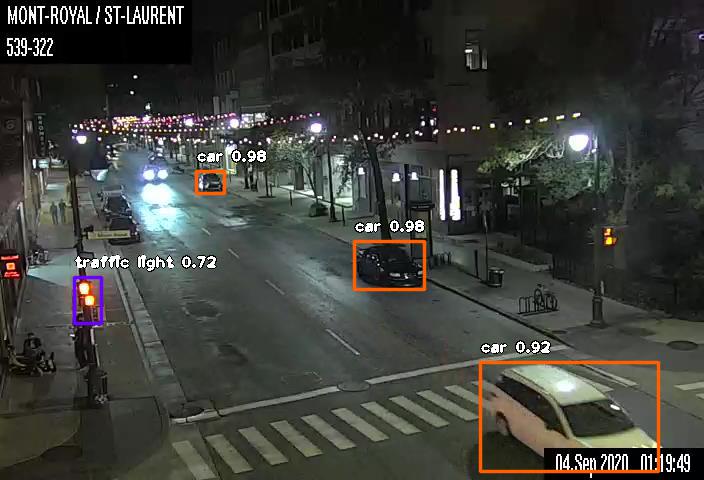 MONT-ROYAL / ST-LAURENT
539-322
car 0.98
car 0.98
traffic light 0.72
car 0.92
04.Sep 2020 01:19:49